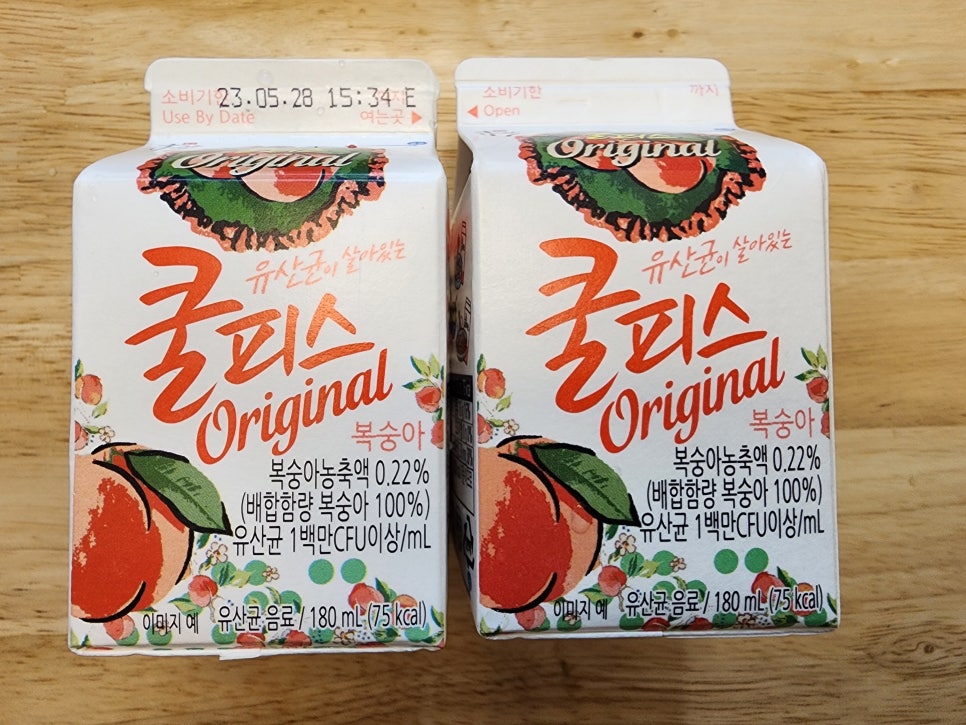 소비기한 23.05.28 15:34 E 까지
Use By Date 여는곳 ▶
Original
유산균이 살아있는
쿨피스
Original
복숭아
복숭아농축액 0.22%
(배합함량 복숭아 100%)
유산균 1백만CFU이상/mL
이미지 예 유산균음료 / 180 mL (75 kcal)
소비기한 까지
◀ Open
Original
유산균이 살아있는
쿨피스
Original
복숭아
복숭아농축액 0.22%
(배합함량 복숭아 100%)
유산균 1백만CFU이상/mL
이미지 예 유산균음료 / 180 mL (75 kcal)